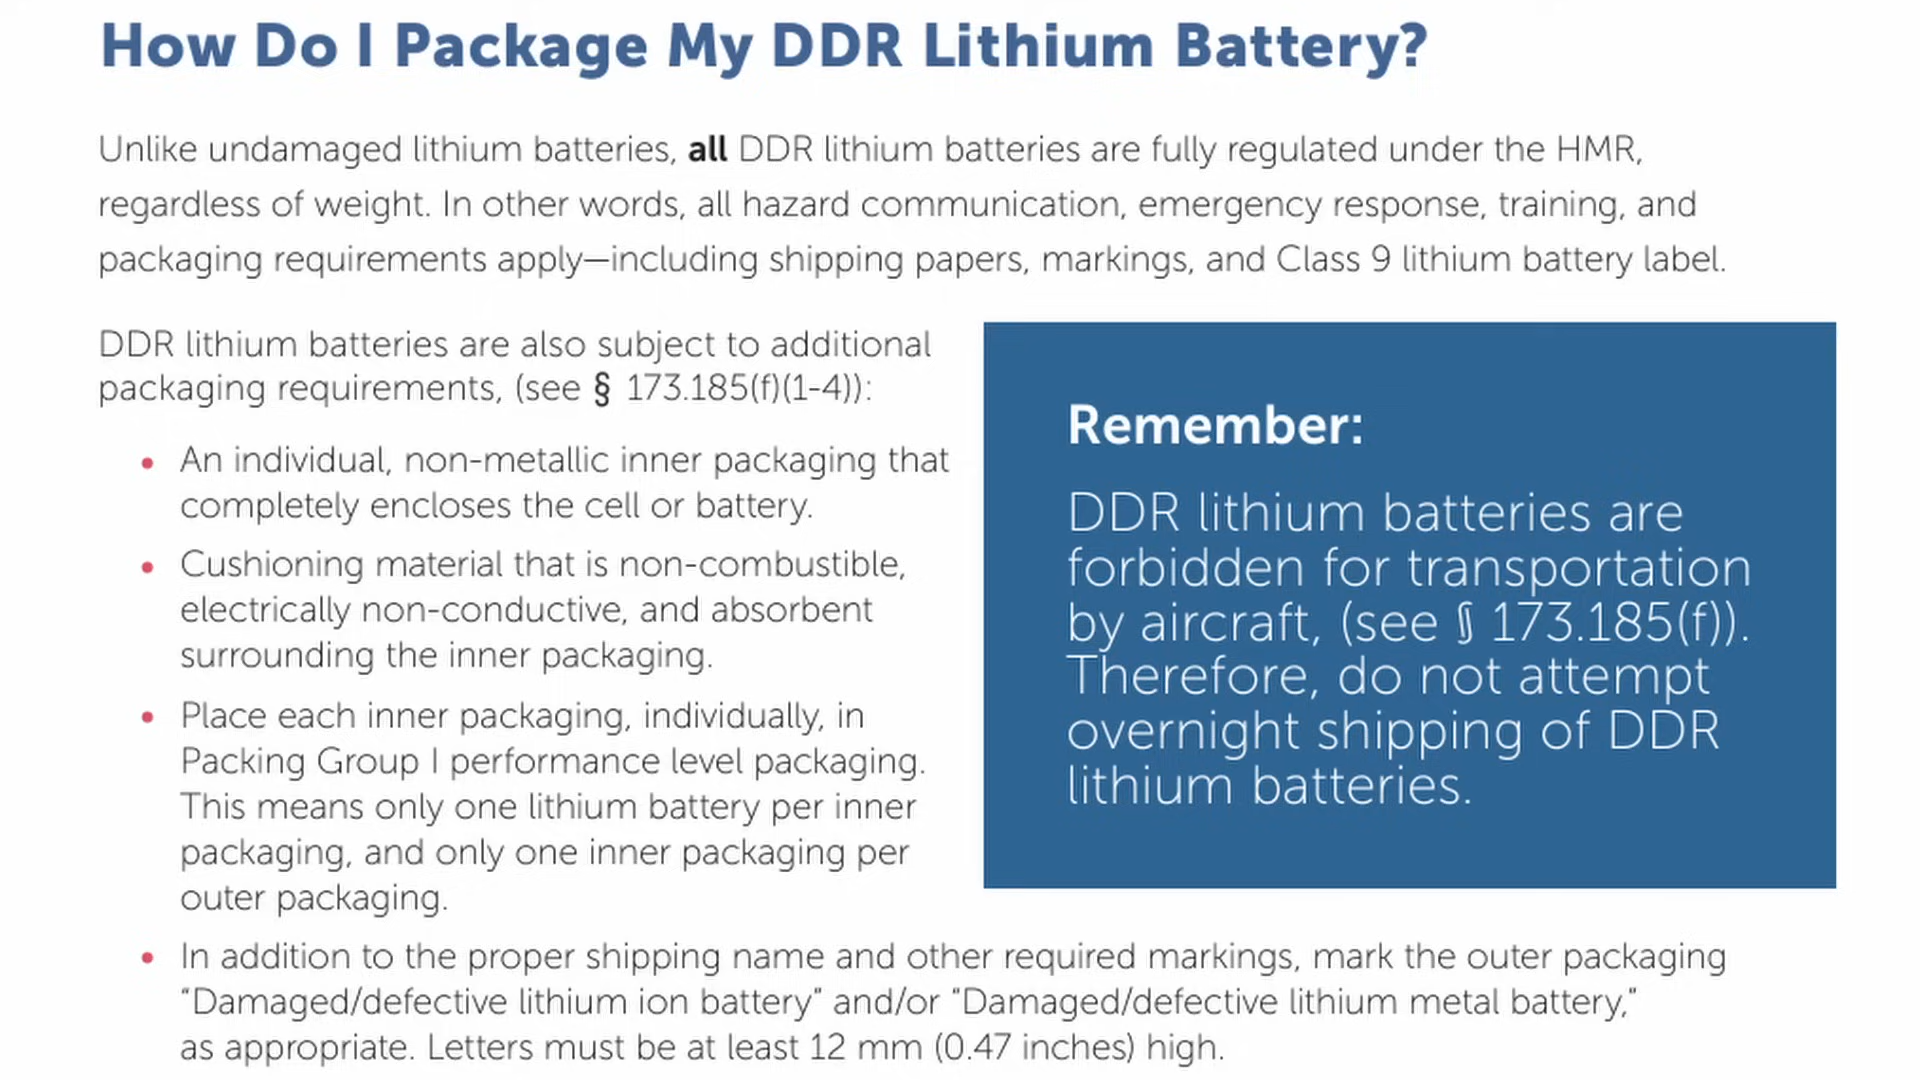 How Do I Package My DDR Lithium Battery?
Unlike undamaged lithium batteries, all DDR lithium batteries are fully regulated under the HMR,
regardless of weight. In other words, all hazard communication, emergency response, training, and
packaging requirements apply—including shipping papers, markings, and Class 9 lithium battery label.
DDR lithium batteries are also subject to additional
packaging requirements, (see § 173.185(f)(1-4)):
• An individual, non-metallic inner packaging that
completely encloses the cell or battery.
• Cushioning material that is non-combustible,
electrically non-conductive, and absorbent
surrounding the inner packaging.
• Place each inner packaging, individually, in
Packing Group I performance level packaging.
This means only one lithium battery per inner
packaging, and only one inner packaging per
outer packaging.
• In addition to the proper shipping name and other required markings, mark the outer packaging
“Damaged/defective lithium ion battery” and/or “Damaged/defective lithium metal battery,”
as appropriate. Letters must be at least 12 mm (0.47 inches) high.
Remember:
DDR lithium batteries are
forbidden for transportation
by aircraft, (see § 173.185(f)).
Therefore, do not attempt
overnight shipping of DDR
lithium batteries.